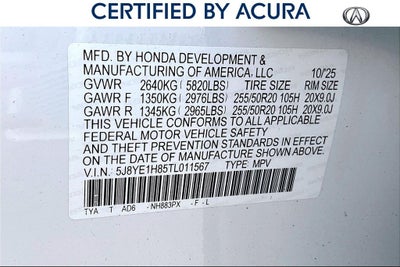 CERTIFIED BY ACURA
ACURA
MFD. BY HONDA DEVELOPMENT &
MANUFACTURING OF AMERICA, LLC 10/'25
GVWR 2640KG (5820LBS) TIRE SIZE RIM SIZE
GAWR F 1350KG (2976LBS) 255/50R20 105H 20X9.0J
GAWR R 1345KG (2965LBS) 255/50R20 105H 20X9.0J
THIS VEHICLE CONFORMS TO ALL APPLICABLE
FEDERAL MOTOR VEHICLE SAFETY
AND THEFT PREVENTION STANDARDS IN EFFECT ON
THE DATE OF MANUFACTURE SHOWN ABOVE.
V.I.N. 5J8YE1H85TL011567 TYPE MPV
TYA T AD6 -NH883PX -F -L